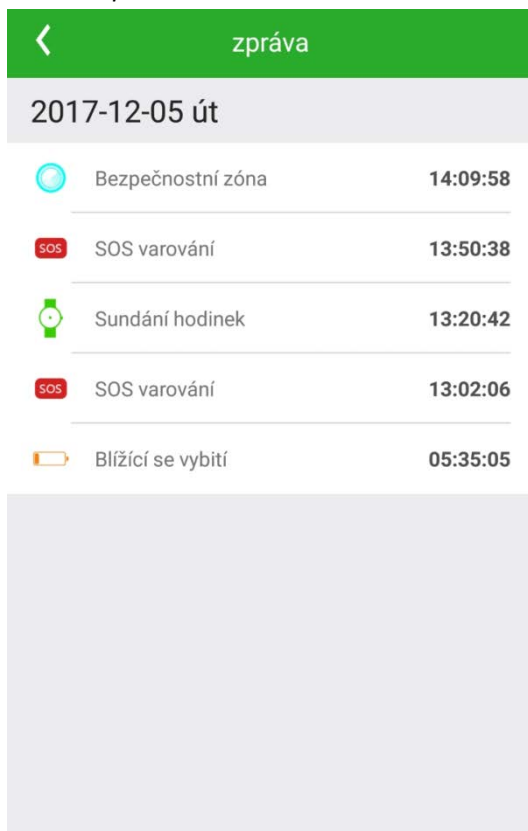 zpráva
2017-12-05 út
Bezpečnostní zóna 14:09:58
SOS SOS varování 13:50:38
Sundání hodinek 13:20:42
SOS SOS varování 13:02:06
Blížící se vybití 05:35:05